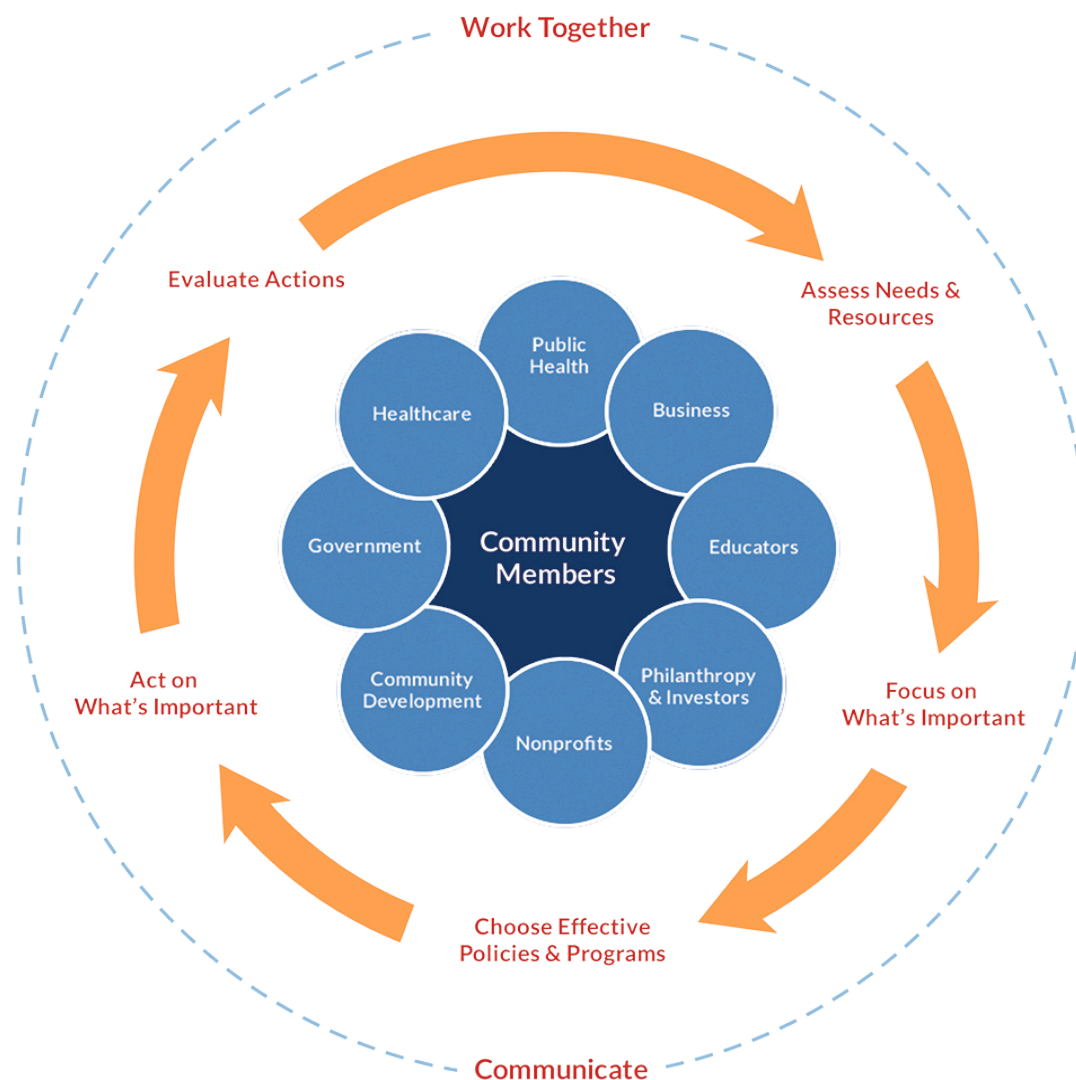 Work Together
Evaluate Actions
Assess Needs &
Resources
Public
Health
Healthcare
Business
Government
Community
Members
Educators
Act on
What's Important
Community
Development
Philanthropy
& Investors
Focus on
What's Important
Nonprofits
Choose Effective
Policies & Programs
Communicate